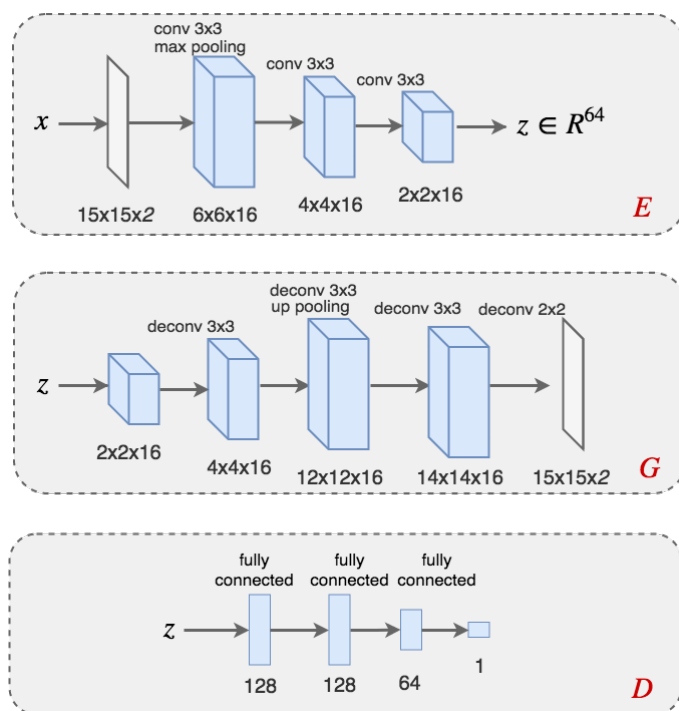 conv 3x3
max pooling
conv 3x3
conv 3x3
x
z ∈ R^64
15x15x2
6x6x16
4x4x16
2x2x16
E
deconv 3x3
deconv 3x3
up pooling
deconv 3x3
deconv 2x2
z
2x2x16
4x4x16
12x12x16
14x14x16
15x15x2
G
fully
connected
fully
connected
fully
connected
z
128
128
64
1
D